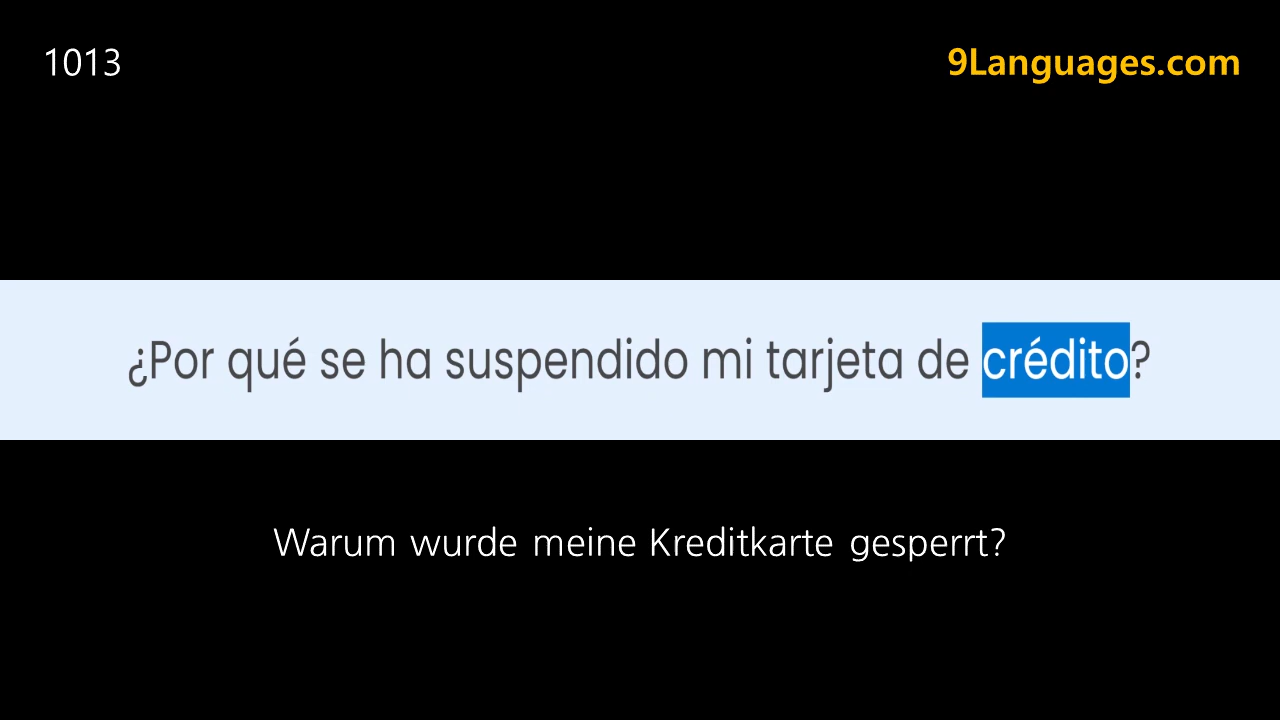 1013
9Languages.com
¿Por qué se ha suspendido mi tarjeta de crédito?
Warum wurde meine Kreditkarte gesperrt?